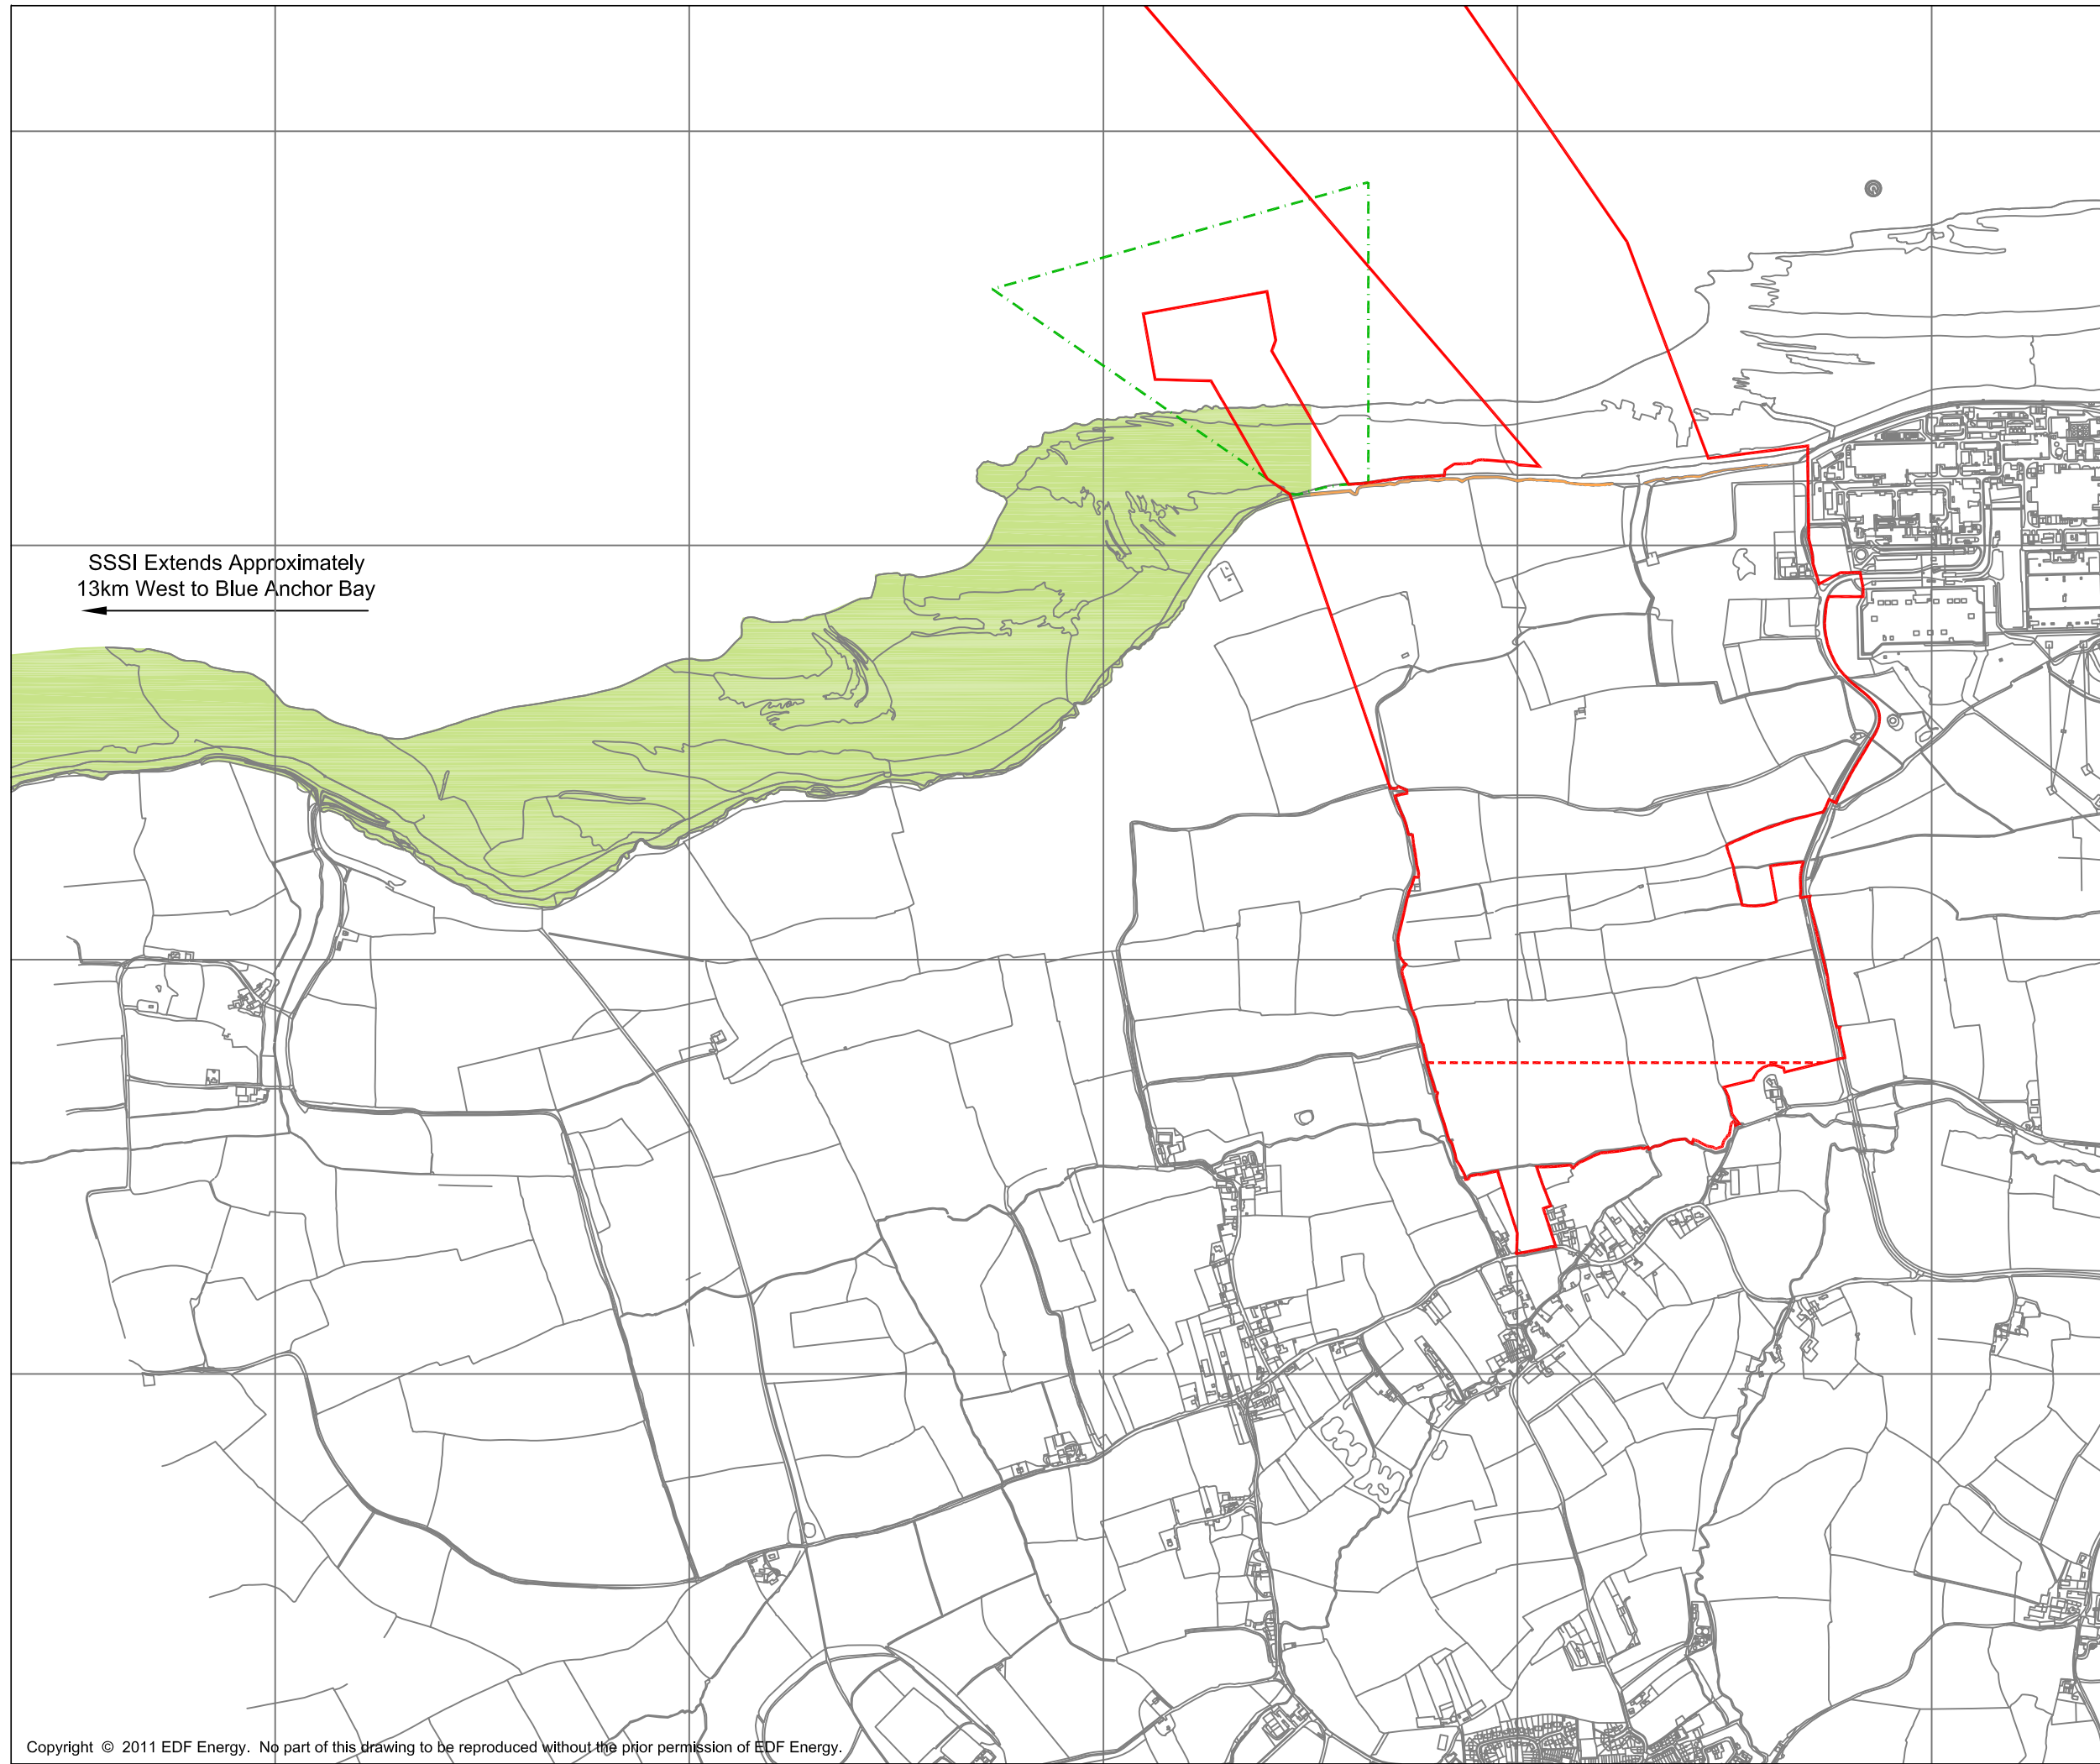 SSSI Extends Approximately
13km West to Blue Anchor Bay
Copyright © 2011 EDF Energy. No part of this drawing to be reproduced without the prior permission of EDF Energy.